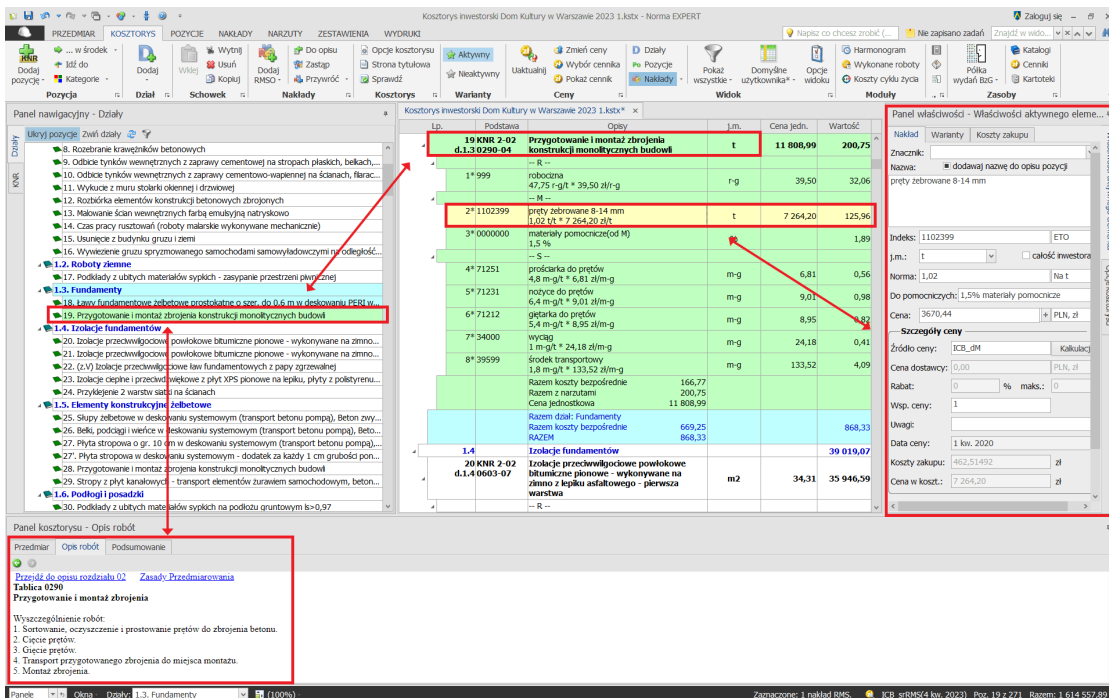 Kosztorys inwestorski Dom Kultury w Warszawie 2023 1.kstx - Norma EXPERT
Zaloguj się
PRZEDMIAR KOSZTORYS POZYCJE NAKŁADY NARZUTY ZESTAWIENIA WYDRUKI
Napisz co chcesz zrobić (...
Nie zapisano zadań
Znajdź w wido...
KNR
Dodaj pozycje
... w środek
Idź do
Kategorie
Pozycja
Dodaj
Dział
Wklej
Wytnij
Usuń
Kopiuj
Schowek
Dodaj RMSO
Do opisu
Zastąp
Przywróć
Nakłady
Opcje kosztorysu
Strona tytułowa
Sprawdź
Kosztorys
Aktywny
Nieaktywny
Warianty
Uaktualnij
Zmień ceny
Wybór cennika
Pokaż cennik
Ceny
D Działy
Po Pozycje
Nakłady
Pokaż wszystkie
Domyślne użytkownika*
Opcje widoku
Widok
Harmonogram
Wykonane roboty
Koszty cyklu życia
Moduły
Półka wydań BzG
Katalogi
Cenniki
Kartoteki
Zasoby
Panel nawigacyjny - Działy
Działy
KNR
Ukryj pozycje Zwiń działy
8. Rozebranie krawężników betonowych
9. Odbicie tynków wewnętrznych z zaprawy cementowej na stropach płaskich, belkach,...
10. Odbicie tynków wewnętrznych z zaprawy cementowo-wapiennej na ścianach, filarac...
11. Wykucie z muru stolarki okiennej i drzwiowej
12. Rozbiórka elementów konstrukcji betonowych zbrojonych
13. Malowanie ścian wewnętrznych farbą emulsyjną natryskowo
14. Czas pracy rusztowań (roboty malarskie wykonywane mechanicznie)
15. Usunięcie z budynku gruzu i ziemi
16. Wywiezienie gruzu spryzmowanego samochodami samowyładowczymi na odległość...
1.2. Roboty ziemne
17. Podkłady z ubitych materiałów sypkich - zasypanie przestrzeni piwnicznej
1.3. Fundamenty
18. Ławy fundamentowe żelbetowe prostokątne o szer. do 0.6 m w deskowaniu PERI w...
19. Przygotowanie i montaż zbrojenia konstrukcji monolitycznych budowli
1.4. Izolacje fundamentów
20. Izolacje przeciwwilgociowe powłokowe bitumiczne pionowe - wykonywane na zimno...
21. Izolacje przeciwwilgociowe powłokowe bitumiczne pionowe - wykonywane na zimno...
22. (z.V) Izolacje przeciwwilgociowe ław fundamentowych z papy zgrzewalnej
23. Izolacje cieplne i przeciwdźwiękowe z płyt XPS pionowe na lepiku, płyty z polistyrenu...
24. Przyklejenie 2 warstw siatki na ścianach
1.5. Elementy konstrukcyjne żelbetowe
25. Słupy żelbetowe w deskowaniu systemowym (transport betonu pompą), Beton zwy...
26. Belki, podciągi i wieńce w deskowaniu systemowym (transport betonu pompą), Beto...
27. Płyta stropowa o gr. 10 cm w deskowaniu systemowym (transport betonu pompą),...
27'. Płyta stropowa w deskowaniu systemowym - dodatek za każdy 1 cm grubości pon...
28. Przygotowanie i montaż zbrojenia konstrukcji monolitycznych budowli
29. Stropy z płyt kanałowych - transport elementów żurawiem samochodowym, beton...
1.6. Podłogi i posadzki
30. Podkłady z ubitych materiałów sypkich na podłożu gruntowym Is>0,97
Kosztorys inwestorski Dom Kultury w Warszawie 2023 1.kstx*
Lp. Podstawa Opisy j.m. Cena jedn. Wartość
19 KNR 2-02 Przygotowanie i montaż zbrojenia t 11 808,99 200,75
d.1.3 0290-04 konstrukcji monolitycznych budowli
-- R --
1* 999 robocizna r-g 39,50 32,06
47,75 r-g/t * 39,50 zł/r-g
-- M --
2* 1102399 pręty żebrowane 8-14 mm t 7 264,20 125,96
1,02 t/t * 7 264,20 zł/t
3* 0000000 materiały pomocnicze(od M) 1,89
1,5 %
-- S --
4* 71251 prościarka do prętów m-g 6,81 0,56
4,8 m-g/t * 6,81 zł/m-g
5* 71231 nożyce do prętów m-g 9,01 0,98
6,4 m-g/t * 9,01 zł/m-g
6* 71212 giętarka do prętów m-g 8,95 0,82
5,4 m-g/t * 8,95 zł/m-g
7* 34000 wyciąg m-g 24,18 0,41
1 m-g/t * 24,18 zł/m-g
8* 39599 środek transportowy m-g 133,52 4,09
1,8 m-g/t * 133,52 zł/m-g
Razem koszty bezpośrednie 166,77
Razem z narzutami 200,75
Cena jednostkowa 11 808,99
Razem dział: Fundamenty
Razem koszty bezpośrednie 669,25 868,33
RAZEM 868,33
1.4 Izolacje fundamentów 39 019,07
20 KNR 2-02 Izolacje przeciwwilgociowe powłokowe
d.1.4 0603-07 bitumiczne pionowe - wykonywane na m2 34,31 35 946,59
zimno z lepiku asfaltowego - pierwsza
warstwa
-- R --
Panel właściwości - Właściwości aktywnego eleme...
Nakład Warianty Koszty zakupu
Znacznik:
Nazwa: dodawaj nazwę do opisu pozycji
pręty żebrowane 8-14 mm
Indeks: 1102399 ETO
j.m.: t całość inwestora
Norma: 1,02 Na t
Do pomocniczych: 1,5% materiały pomocnicze
Cena: 3670,44 + PLN, zł
Szczegóły ceny
Źródło ceny: ICB_dM Kalkulacj
Cena dostawcy: 0,00 PLN, zł
Rabat: 0 % maks.: 0
Wsp. ceny: 1
Uwagi:
Data ceny: 1 kw. 2020
Koszty zakupu: 462,51492 zł
Cena w koszt.: 7 264,20 zł
Panel kosztorysu - Opis robót
Przedmiar Opis robót Podsumowanie
Przejdź do opisu rozdziału 02 Zasady Przedmiarowania
Tablica 0290
Przygotowanie i montaż zbrojenia
Wyszczególnienie robót:
1. Sortowanie, oczyszczenie i prostowanie prętów do zbrojenia betonu.
2. Cięcie prętów.
3. Gięcie prętów.
4. Transport przygotowanego zbrojenia do miejsca montażu.
5. Montaż zbrojenia.
Panele Okna Działy: 1.3. Fundamenty (100%) Zaznaczone: 1 nakład RMS. ICB_srRMS(4 kw. 2023) Poz. 19 z 271 Razem: 1 614 557,89